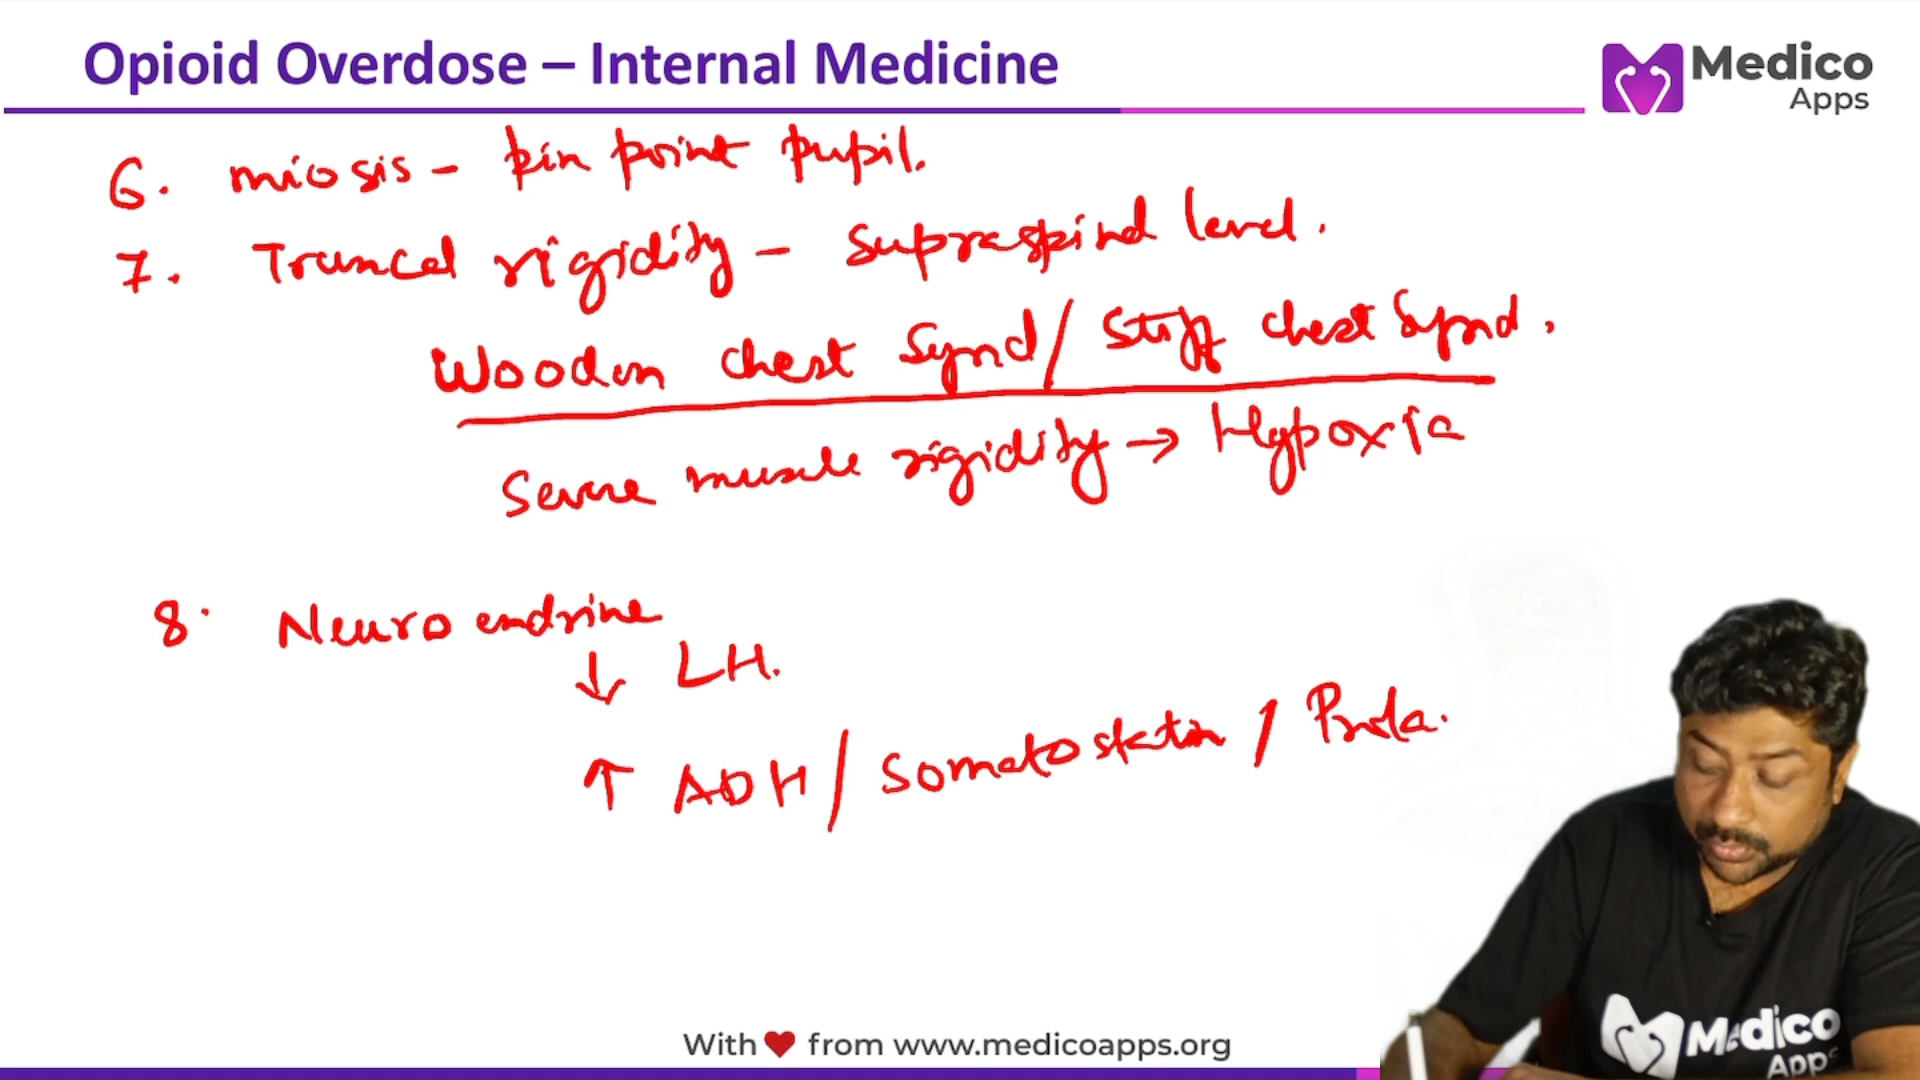 Opioid Overdose – Internal Medicine
Medico
Apps
6. miosis - pin point pupil.
7. Truncal rigidity - Supraspinal level.
Wooden chest Synd / Stiff chest Synd.
Severe muscle rigidity → Hypoxia
8. Neuro endrine
↓ LH.
↑ ADH / Somatostatin / Prola.
With ❤ from www.medicoapps.org
Medico
Apps